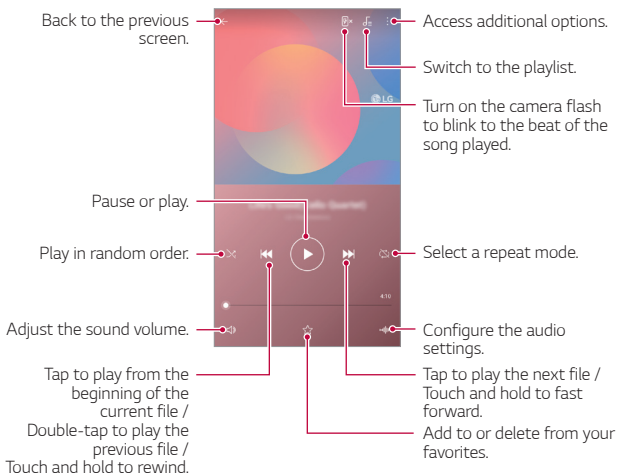 Back to the previous
screen.
Access additional options.
Switch to the playlist.
Turn on the camera flash
to blink to the beat of the
song played.
LG
Pause or play.
Play in random order.
Select a repeat mode.
4:10
Adjust the sound volume.
Configure the audio
settings.
Tap to play from the
beginning of the
current file /
Double-tap to play the
previous file /
Touch and hold to rewind.
Tap to play the next file /
Touch and hold to fast
forward.
Add to or delete from your
favorites.